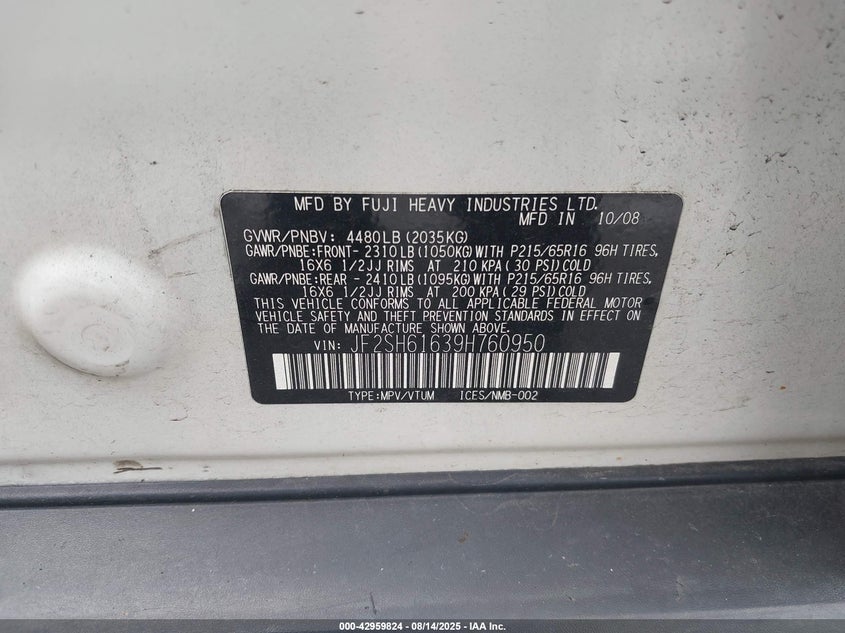 MFD BY FUJI HEAVY INDUSTRIES LTD.
MFD IN 10/08
GVWR/PNBV: 4480LB(2035KG)
GAWR/PNBE:FRONT- 2310LB(1050KG)WITH P215/65R16 96H TIRES,
16X6 1/2JJ RIMS AT 210 KPA(30 PSI)COLD
GAWR/PNBE:REAR - 2410LB(1095KG)WITH P215/65R16 96H TIRES,
16X6 1/2JJ RIMS AT 200 KPA(29 PSI)COLD
THIS VEHICLE CONFORMS TO ALL APPLICABLE FEDERAL MOTOR
VEHICLE SAFETY AND THEFT PREVENTION STANDARDS IN EFFECT ON
THE DATE OF MANUFACTURE SHOWN ABOVE.
VIN: JF2SH61639H760950
TYPE:MPV/VTUM ICES/NMB-002
000-42959824 | 08/14/2025 - IAA Inc.